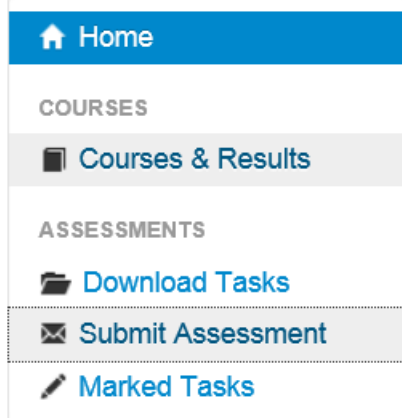 Home
COURSES
Courses & Results
ASSESSMENTS
Download Tasks
Submit Assessment
Marked Tasks